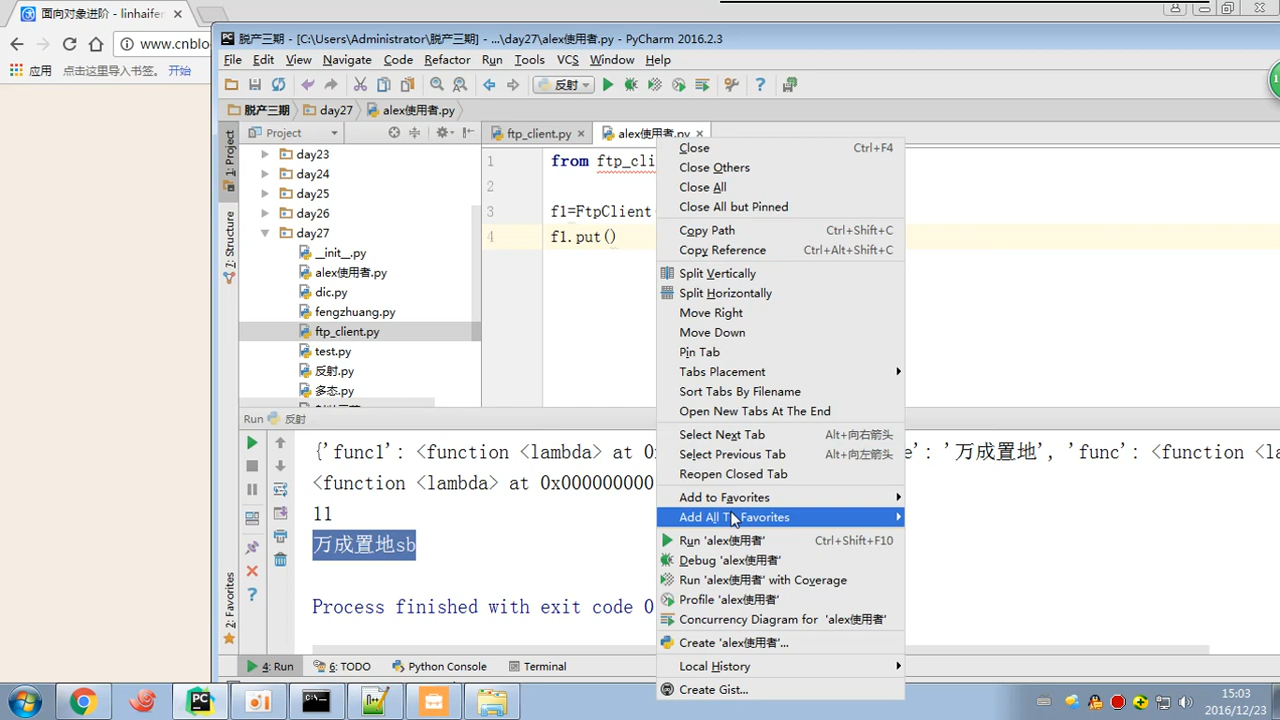 面向对象进阶 - linhaifen
www.cnblo
应用 点击这里导入书签。 开始
脱产三期 - [C:\Users\Administrator\脱产三期] - ...\day27\alex使用者.py - PyCharm 2016.2.3
File Edit View Navigate Code Refactor Run Tools VCS Window Help
反射
脱产三期 day27 alex使用者.py
Project
ftp_client.py
alex使用者.py
1: Project
7: Structure
2: Favorites
day23
day24
day25
day26
day27
__init__.py
alex使用者.py
dic.py
fengzhuang.py
ftp_client.py
test.py
反射.py
多态.py
1 from ftp_cli
2
3 f1=FtpClient
4 f1.put()
Close Ctrl+F4
Close Others
Close All
Close All but Pinned
Copy Path Ctrl+Shift+C
Copy Reference Ctrl+Alt+Shift+C
Split Vertically
Split Horizontally
Move Right
Move Down
Pin Tab
Tabs Placement
Sort Tabs By Filename
Open New Tabs At The End
Select Next Tab Alt+向右箭头
Select Previous Tab Alt+向左箭头
Reopen Closed Tab
Add to Favorites
Add All To Favorites
Run 'alex使用者' Ctrl+Shift+F10
Debug 'alex使用者'
Run 'alex使用者' with Coverage
Profile 'alex使用者'
Concurrency Diagram for 'alex使用者'
Create 'alex使用者'...
Local History
Create Gist...
Run 反射
{'func1': <function <lambda> at 0x0 e': '万成置地', 'func': <function <la
<function <lambda> at 0x000000000
11
万成置地sb
Process finished with exit code 0
4: Run 6: TODO Python Console Terminal
15:03
2016/12/23